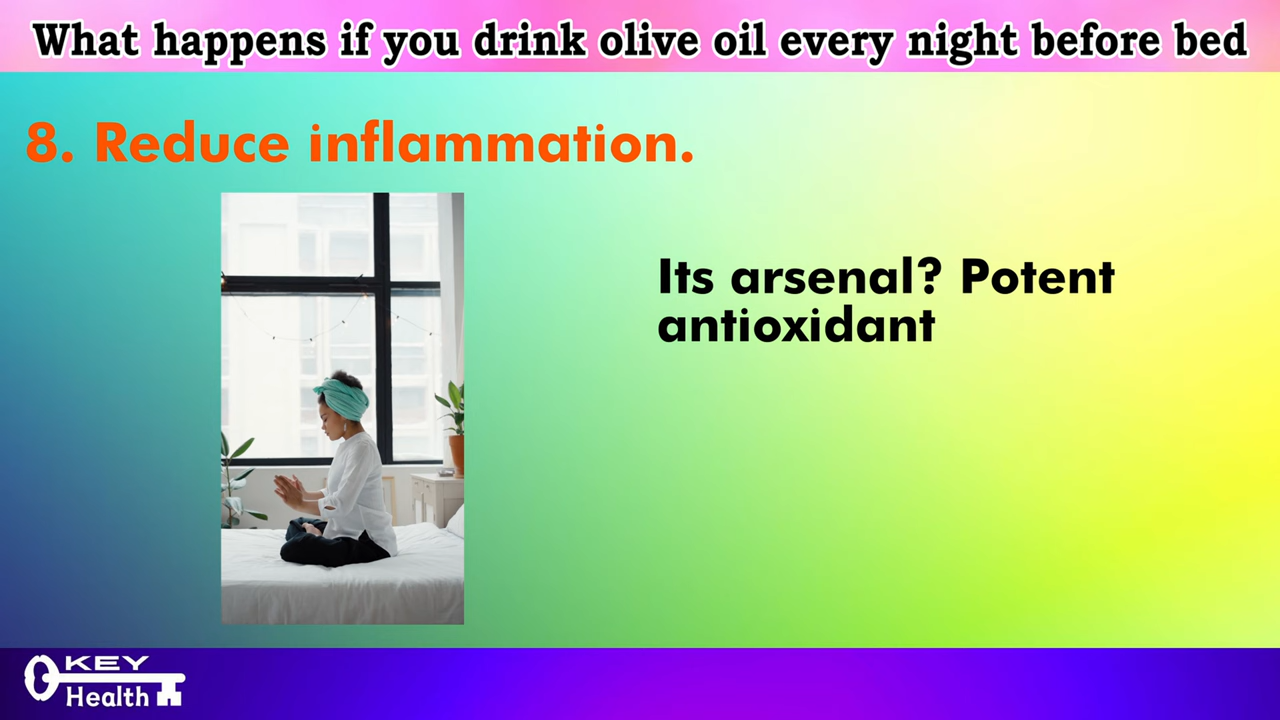 What happens if you drink olive oil every night before bed
8. Reduce inflammation.
Its arsenal? Potent
antioxidant
KEY
Health